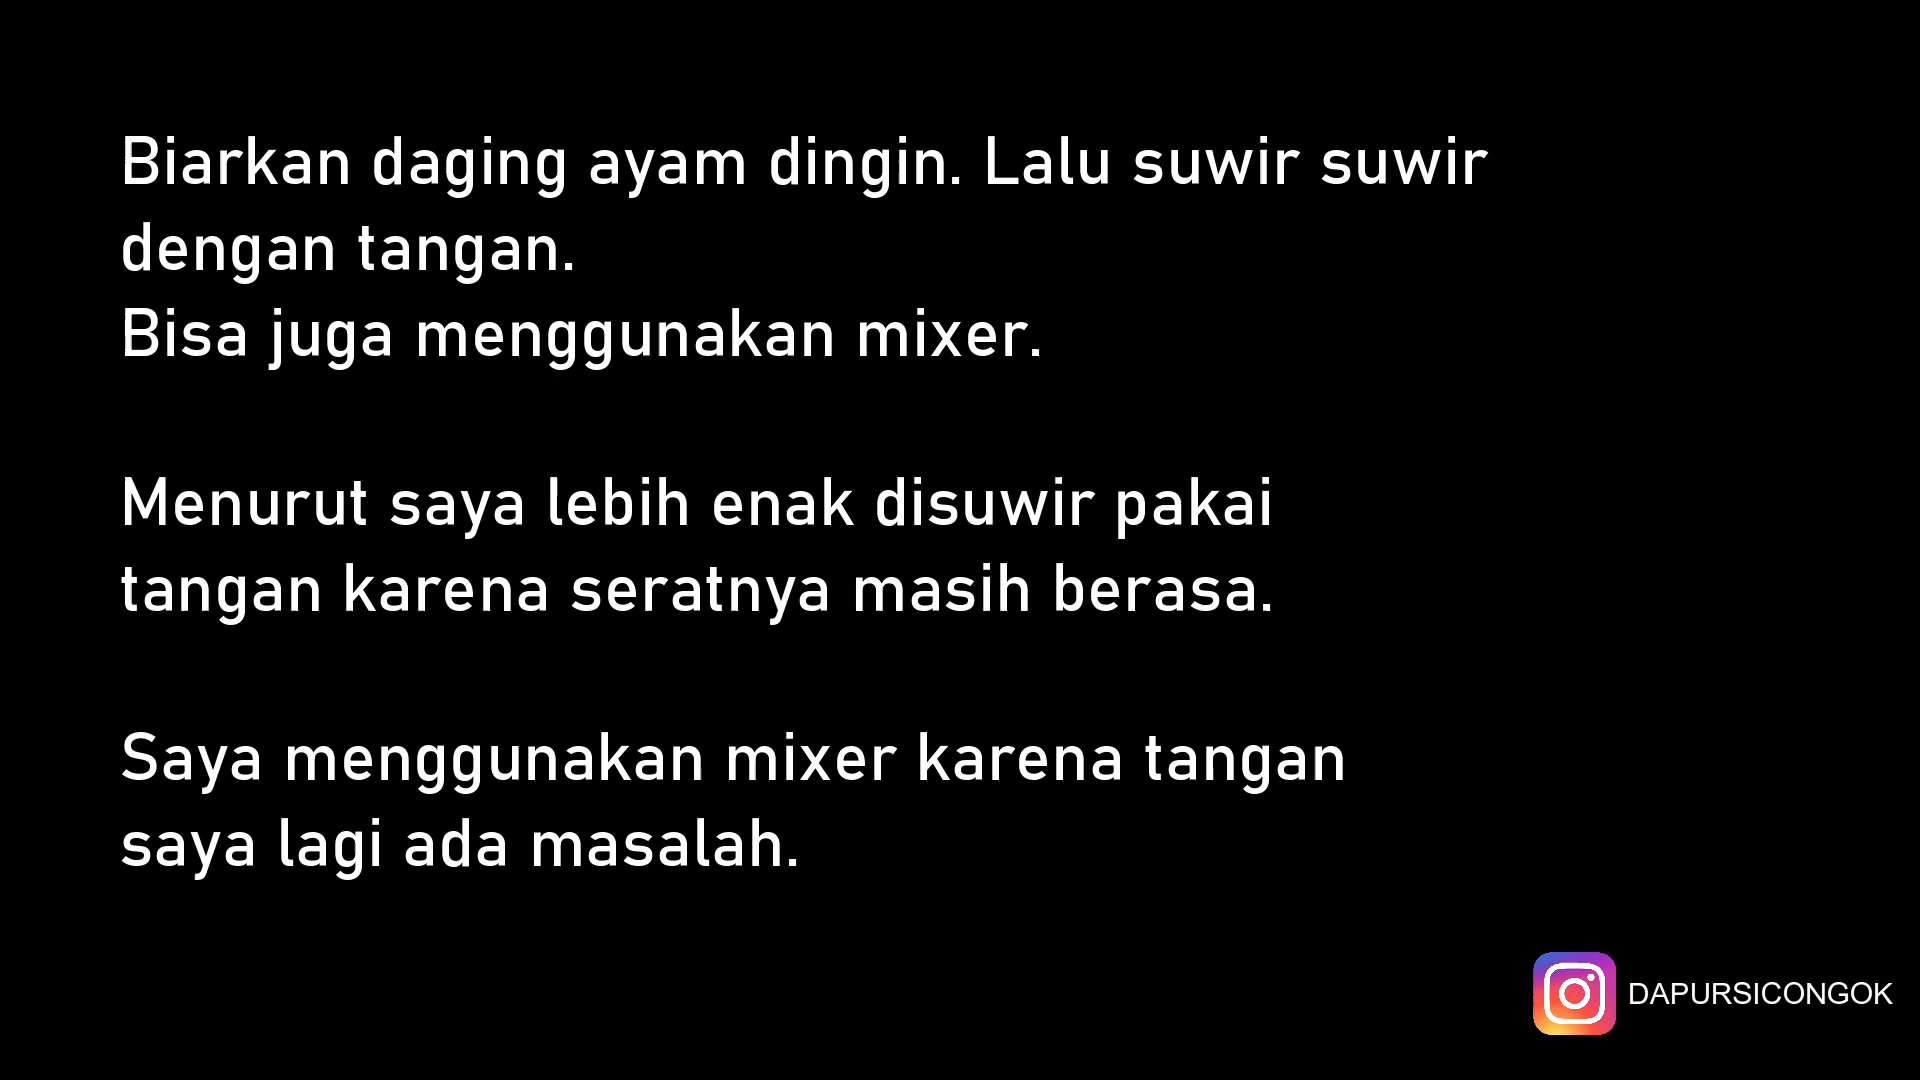 Biarkan daging ayam dingin. Lalu suwir suwir
dengan tangan.
Bisa juga menggunakan mixer.
Menurut saya lebih enak disuwir pakai
tangan karena seratnya masih berasa.
Saya menggunakan mixer karena tangan
saya lagi ada masalah.
DAPURSICONGOK